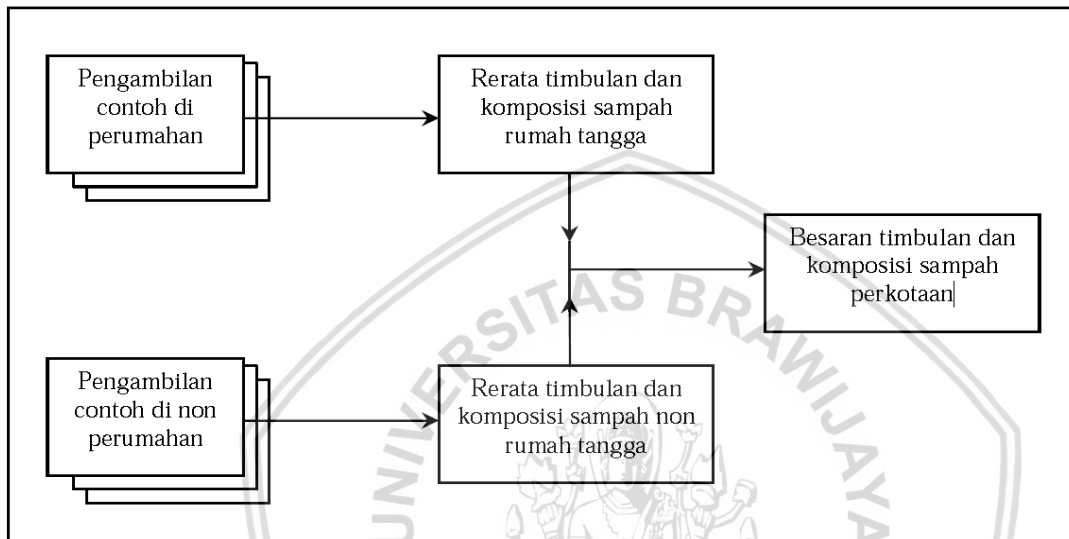 Pengambilan
contoh di
perumahan
Rerata timbulan dan
komposisi sampah
rumah tangga
Besaran timbulan dan
komposisi sampah
perkotaan
Pengambilan
contoh di non
perumahan
Rerata timbulan dan
komposisi sampah non
rumah tangga
UNIVERSITAS BRAWIJAYA